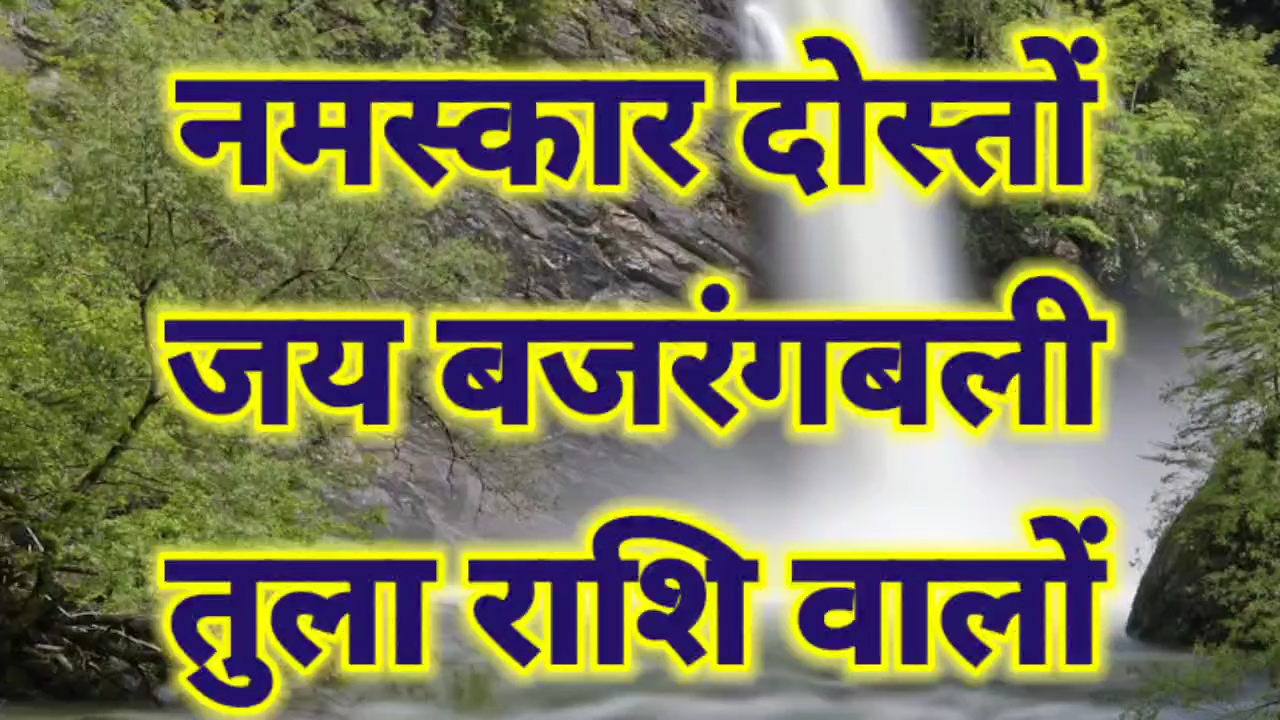 नमस्कार दोस्तों
जय बजरंगबली
तुला राशि वालों